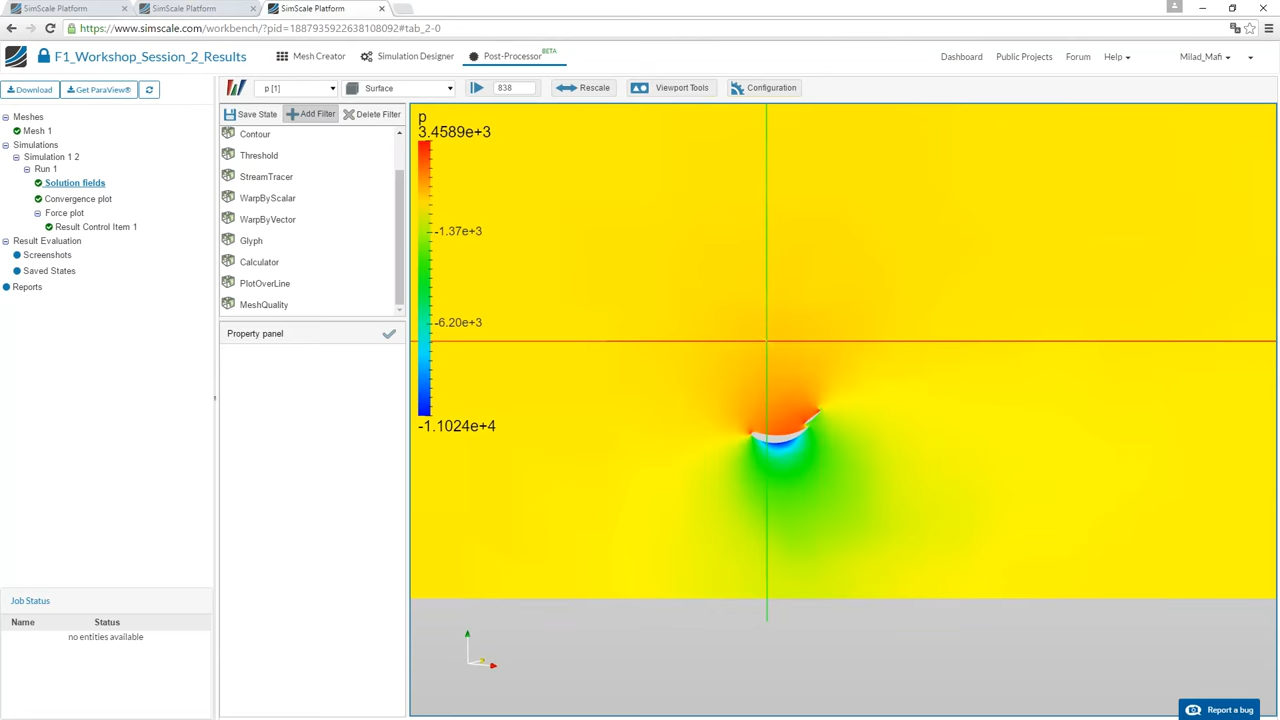 SimScale Platform
SimScale Platform
SimScale Platform
https://www.simscale.com/workbench/?pid=1887935922638108092#tab_2-0
F1_Workshop_Session_2_Results
Mesh Creator
Simulation Designer
Post-Processor BETA
Dashboard
Public Projects
Forum
Help
Milad_Mafi
Download
Get ParaView®
p [1]
Surface
838
Rescale
Viewport Tools
Configuration
Meshes
Mesh 1
Simulations
Simulation 1 2
Run 1
Solution fields
Convergence plot
Force plot
Result Control Item 1
Result Evaluation
Screenshots
Saved States
Reports
Save State
Add Filter
Delete Filter
Contour
Threshold
StreamTracer
WarpByScalar
WarpByVector
Glyph
Calculator
PlotOverLine
MeshQuality
Property panel
p
3.4589e+3
-1.37e+3
-6.20e+3
-1.1024e+4
Job Status
Name Status
no entities available
Report a bug